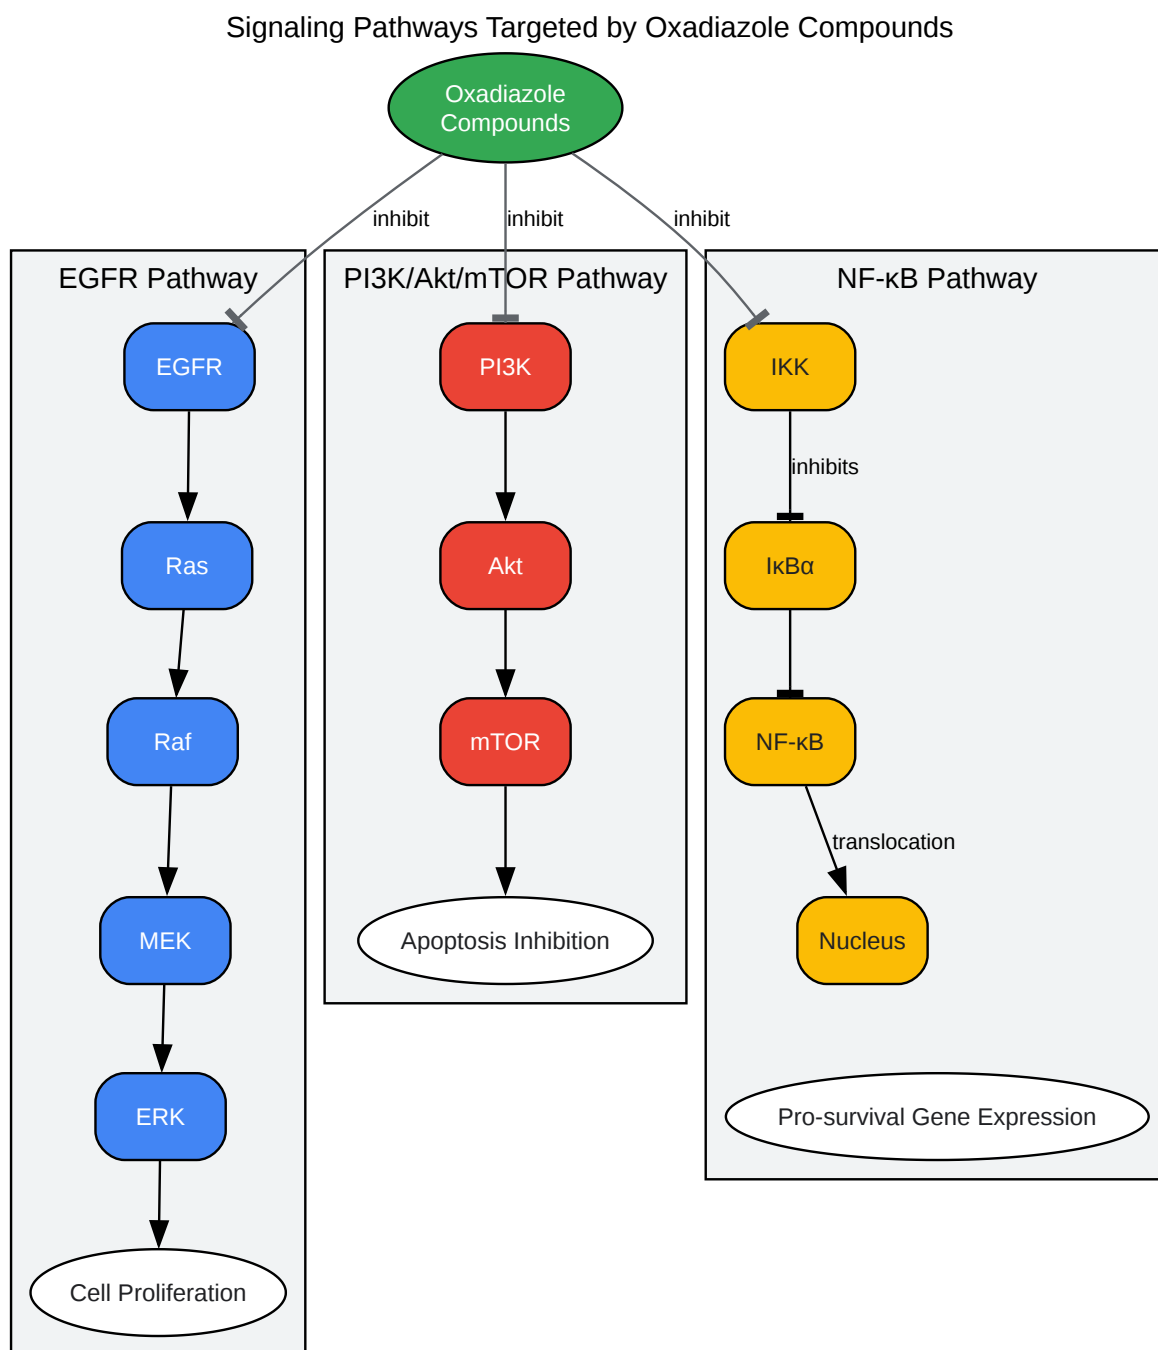 Signaling Pathways Targeted by Oxadiazole Compounds
Oxadiazole
Compounds
inhibit
inhibit
inhibit
EGFR Pathway
PI3K/Akt/mTOR Pathway
NF-κB Pathway
EGFR
PI3K
IKK
inhibits
Ras
Akt
IκBα
Raf
mTOR
NF-κB
translocation
MEK
Apoptosis Inhibition
Nucleus
ERK
Pro-survival Gene Expression
Cell Proliferation